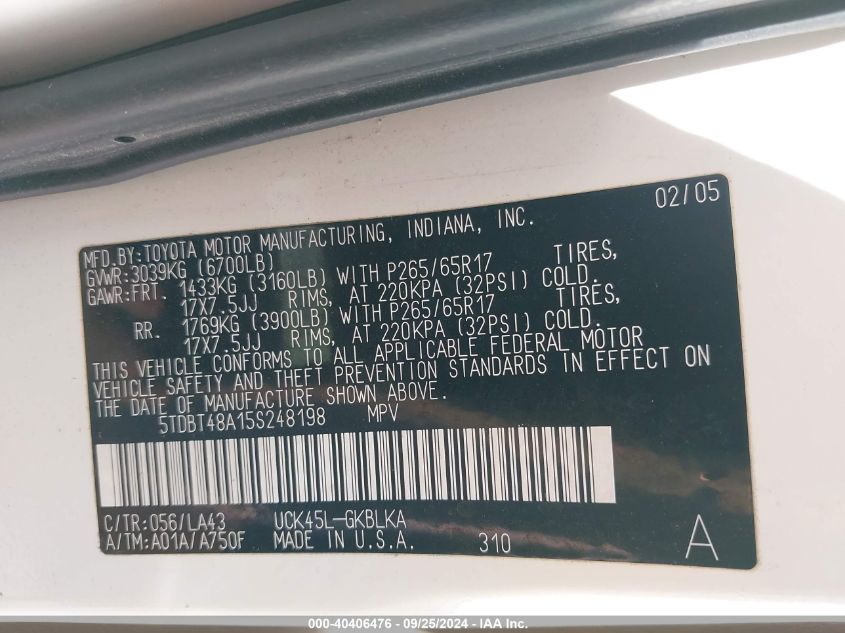 02/05
MFD.BY:TOYOTA MOTOR MANUFACTURING, INDIANA, INC.
GVWR:3039KG (6700LB)
GAWR:FRT. 1433KG (3160LB) WITH P265/65R17 TIRES,
17X7.5JJ RIMS, AT 220KPA (32PSI) COLD.
RR. 1769KG (3900LB) WITH P265/65R17 TIRES,
17X7.5JJ RIMS, AT 220KPA (32PSI) COLD.
THIS VEHICLE CONFORMS TO ALL APPLICABLE FEDERAL MOTOR
VEHICLE SAFETY AND THEFT PREVENTION STANDARDS IN EFFECT ON
THE DATE OF MANUFACTURE SHOWN ABOVE.
5TDBT48A15S248198 MPV
C/TR:056/LA43 UCK45L-GKBLKA
A/TM:A01A/A750F MADE IN U.S.A. 310 A
000-40406476 - 09/25/2024 - IAA Inc.